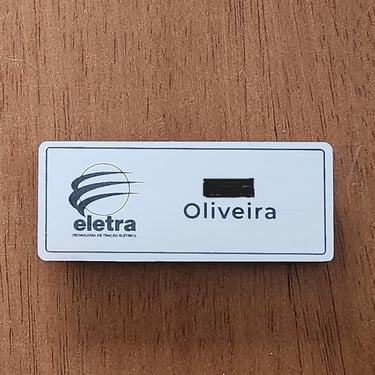 eletra
TECNOLOGIA DE TRAÇÃO ELÉTRICA
Oliveira